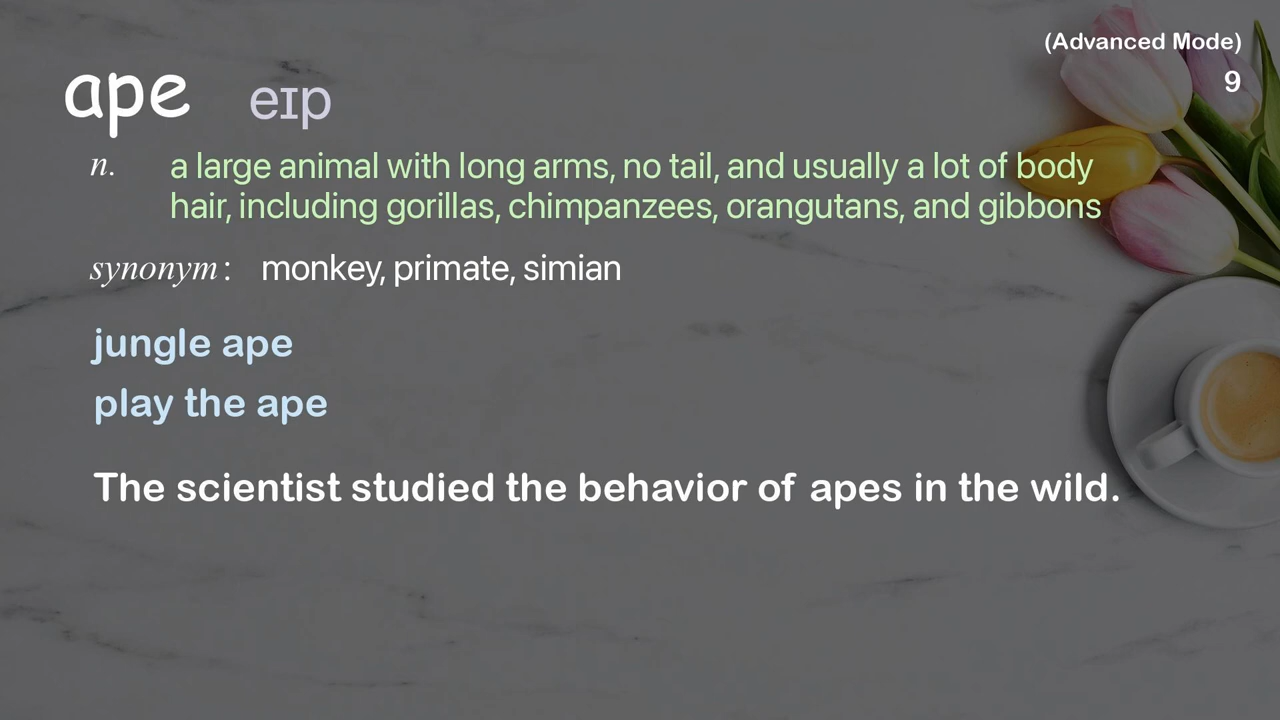 (Advanced Mode)
9
ape eɪp
n. a large animal with long arms, no tail, and usually a lot of body
hair, including gorillas, chimpanzees, orangutans, and gibbons
synonym: monkey, primate, simian
jungle ape
play the ape
The scientist studied the behavior of apes in the wild.